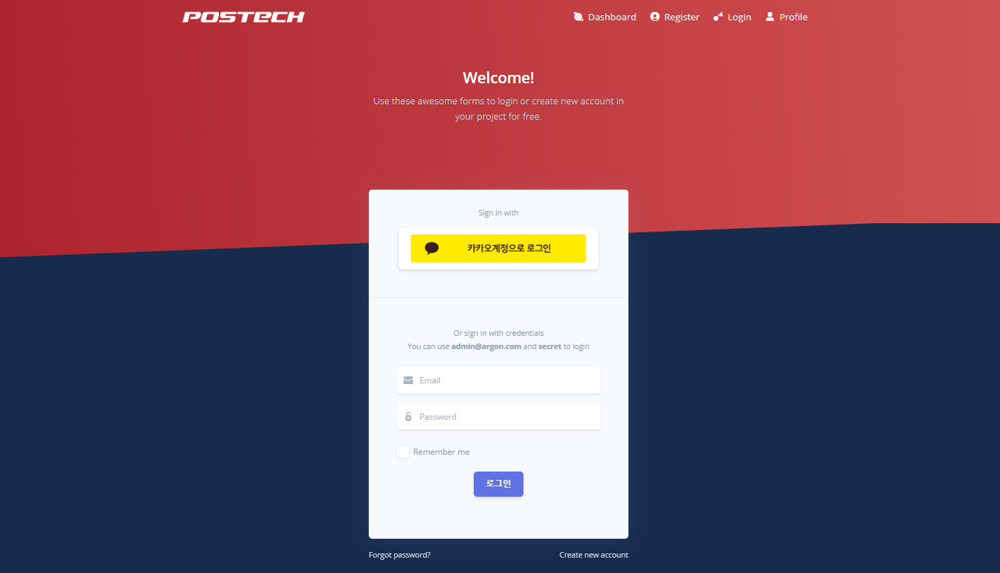 POSTECH
Dashboard Register Login Profile
Welcome!
Use these awesome forms to login or create new account in
your project for free.
Sign in with
카카오계정으로 로그인
Or sign in with credentials
You can use admin@argon.com and secret to login
Email
Password
Remember me
로그인
Forgot password? Create new account